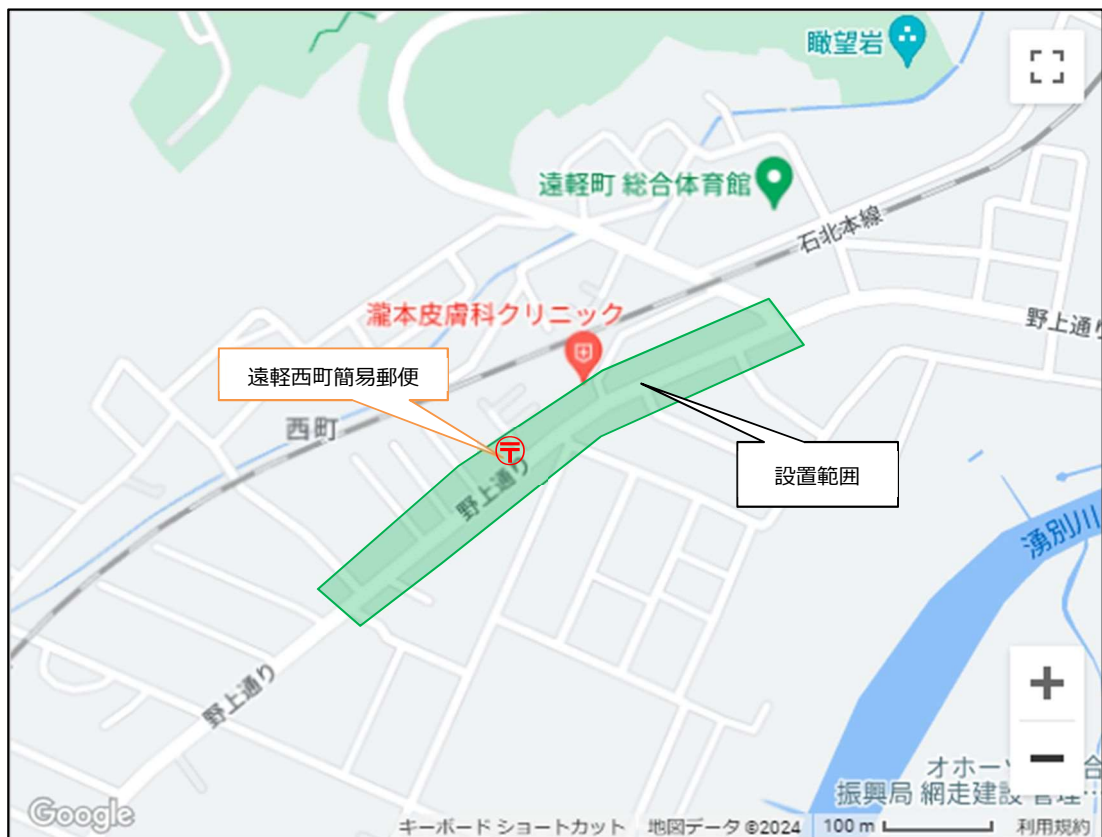 瞰望岩
遠軽町 総合体育館
石北本線
瀧本皮膚科クリニック
野上通り
遠軽西町簡易郵便
西町
〒
設置範囲
野上通り
湧別川
野上通り
オホーツ
合
振興局 網走建設管理…
Google
キーボード ショートカット 地図データ ©2024 100 m 利用規約